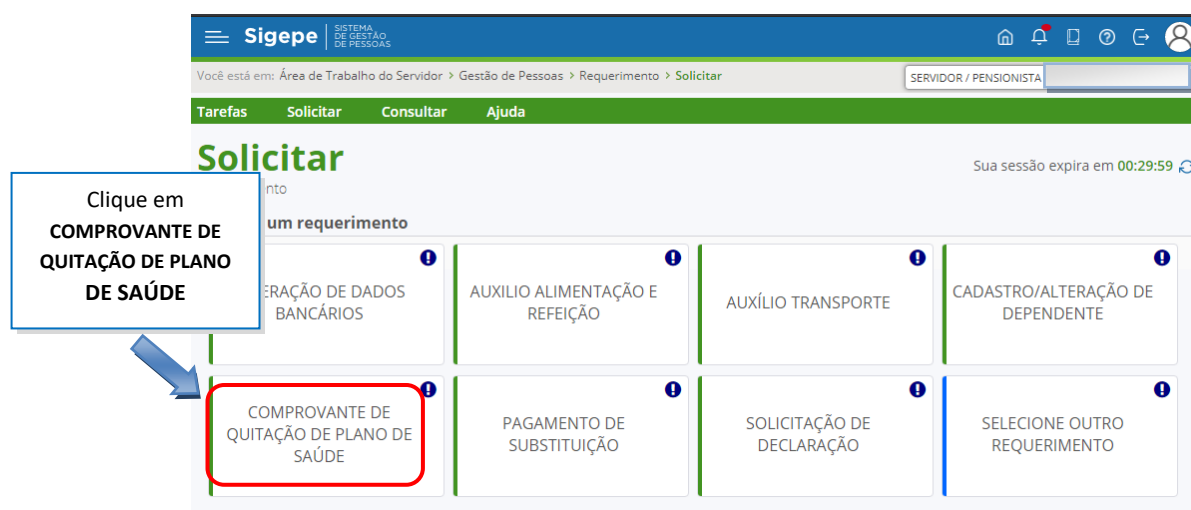 Sigepe
SISTEMA
DE GESTÃO
DE PESSOAS
Você está em: Área de Trabalho do Servidor > Gestão de Pessoas > Requerimento > Solicitar
SERVIDOR / PENSIONISTA
Tarefas Solicitar Consultar Ajuda
Solicitar
Sua sessão expira em 00:29:59
nto
um requerimento
Clique em
COMPROVANTE DE
QUITAÇÃO DE PLANO
DE SAÚDE
ERAÇÃO DE DADOS
BANCÁRIOS
AUXILIO ALIMENTAÇÃO E
REFEIÇÃO
AUXÍLIO TRANSPORTE
CADASTRO/ALTERAÇÃO DE
DEPENDENTE
COMPROVANTE DE
QUITAÇÃO DE PLANO DE
SAÚDE
PAGAMENTO DE
SUBSTITUIÇÃO
SOLICITAÇÃO DE
DECLARAÇÃO
SELECIONE OUTRO
REQUERIMENTO